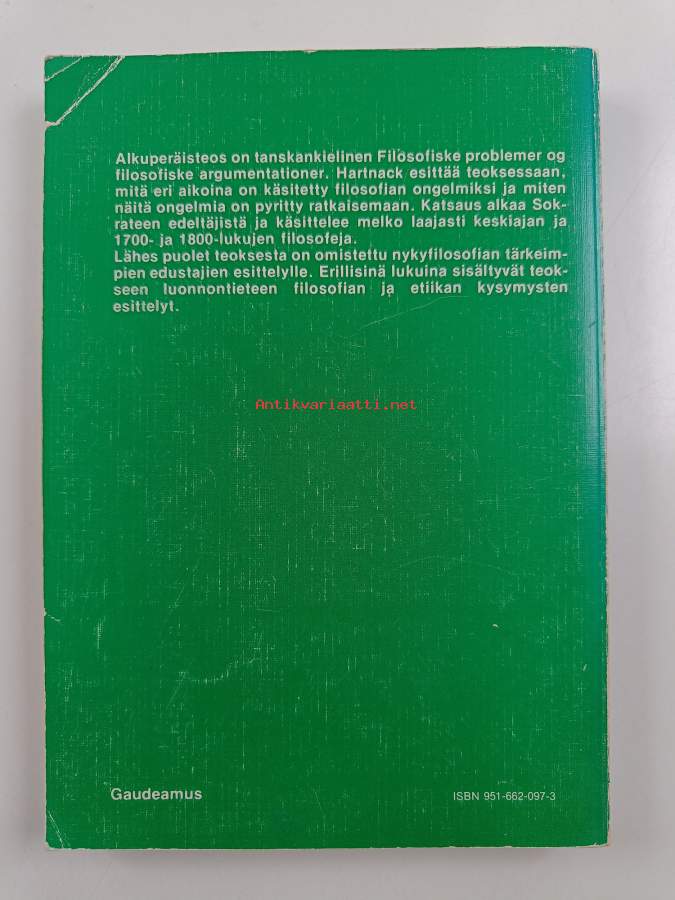 Alkuperäisteos on tanskankielinen Filosofiske problemer og
filosofiske argumentationer. Hartnack esittää teoksessaan,
mitä eri aikoina on käsitetty filosofian ongelmiksi ja miten
näitä ongelmia on pyritty ratkaisemaan. Katsaus alkaa Sok-
rateen edeltäjistä ja käsittelee melko laajasti keskiajan ja
1700- ja 1800-lukujen filosofeja.
Lähes puolet teoksesta on omistettu nykyfilosofian tärkeim-
pien edustajien esittelylle. Erillisinä lukuina sisältyvät teok-
seen luonnontieteen filosofian ja etiikan kysymysten
esittelyt.
Antikvariaatti.net
Gaudeamus
ISBN 951-662-097-3